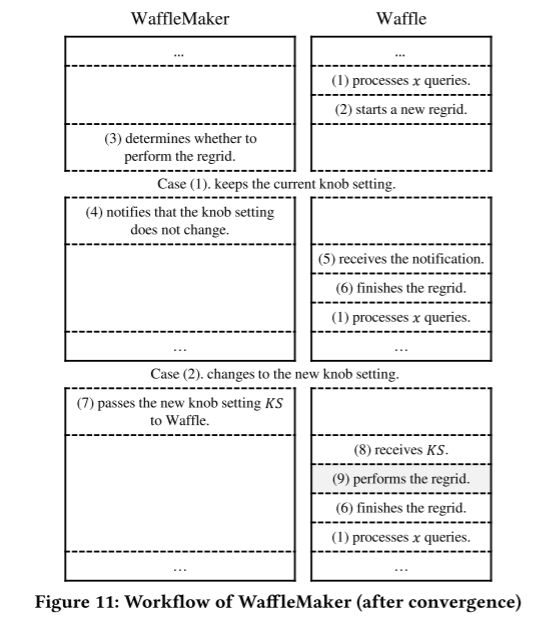 WaffleMaker
Waffle
...
...
(1) processes x queries.
(2) starts a new regrid.
(3) determines whether to
perform the regrid.
Case (1). keeps the current knob setting.
(4) notifies that the knob setting
does not change.
(5) receives the notification.
(6) finishes the regrid.
(1) processes x queries.
...
...
Case (2). changes to the new knob setting.
(7) passes the new knob setting KS
to Waffle.
(8) receives KS.
(9) performs the regrid.
(6) finishes the regrid.
(1) processes x queries.
...
...
Figure 11: Workflow of WaffleMaker (after convergence)